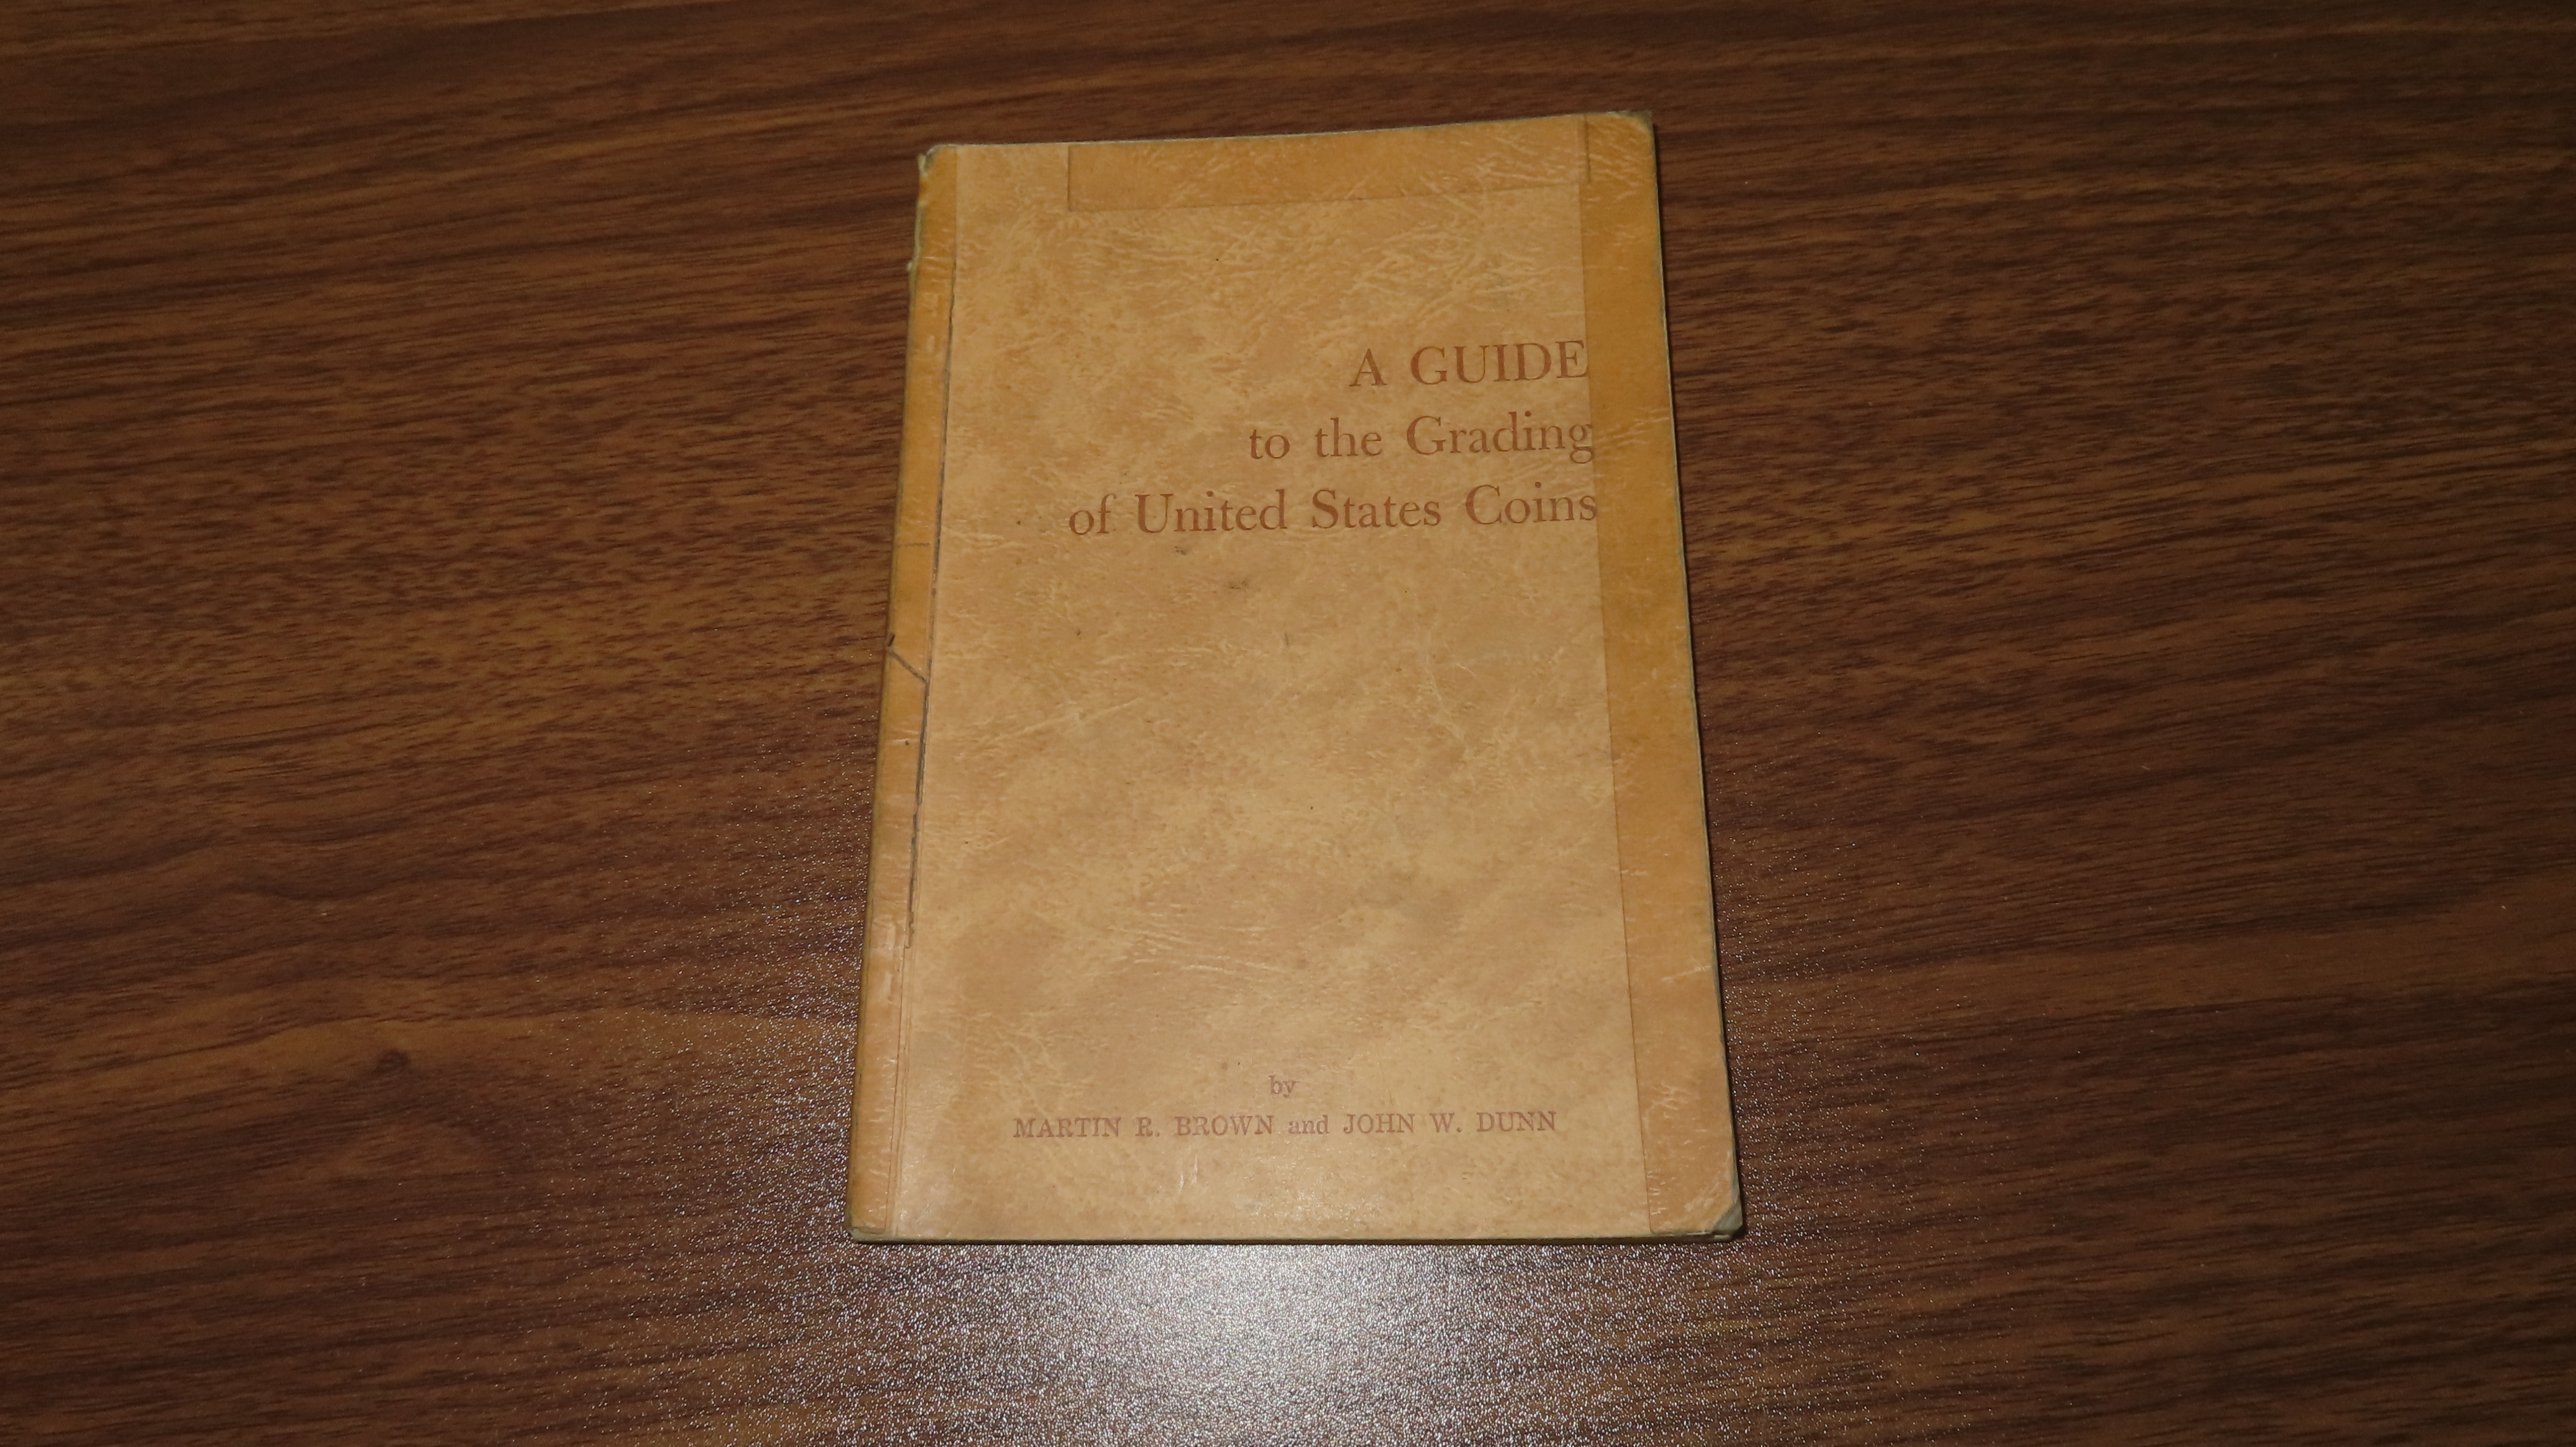 A GUIDE
to the Grading
of United States Coins
by
MARTIN R. BROWN and JOHN W. DUNN